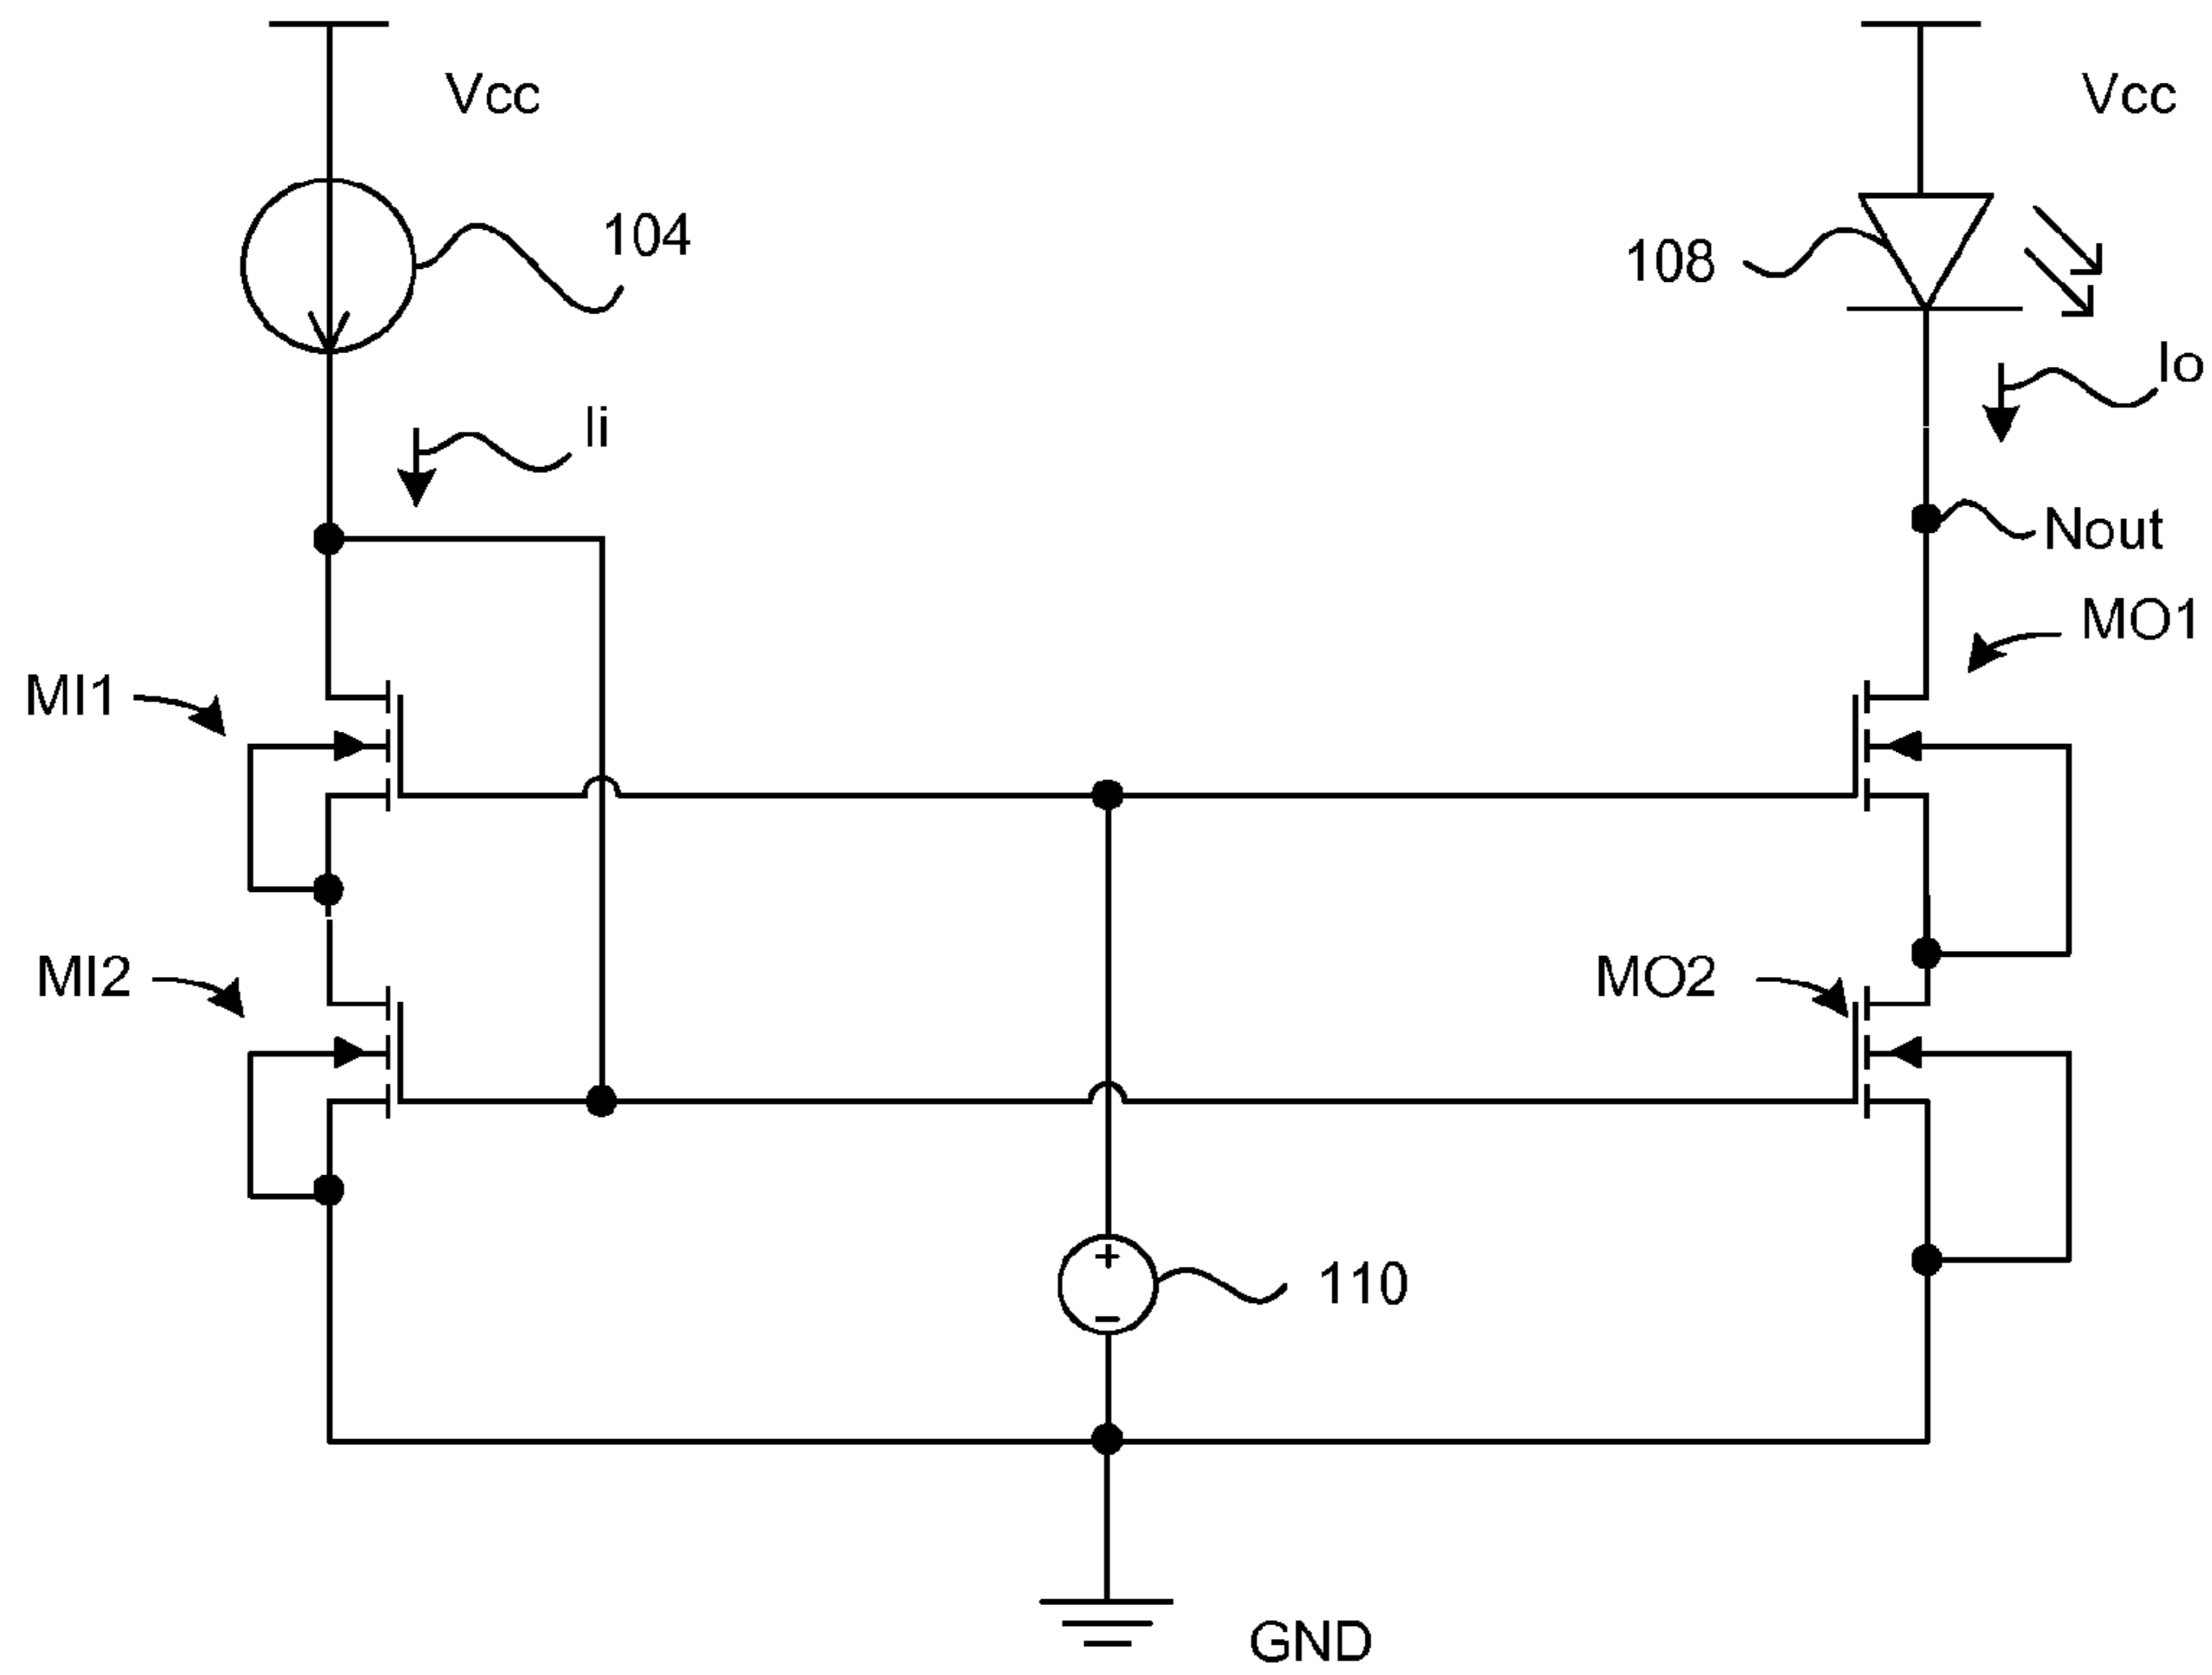 Vcc
Vcc
104
108
Io
Ii
Nout
MO1
MI1
MI2
MO2
+
−
110
GND